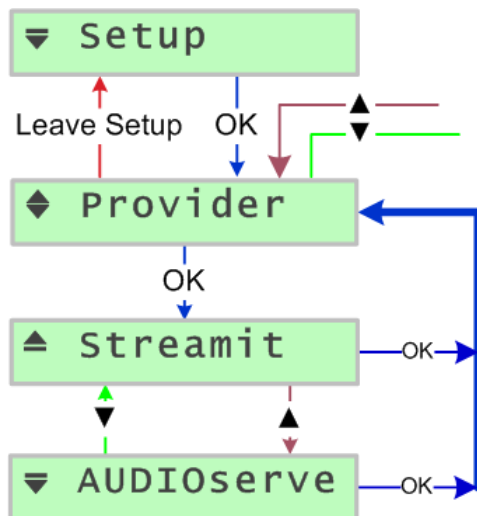 Setup
Leave Setup OK
Provider
OK
Streamit
OK
AUDIOserve
OK